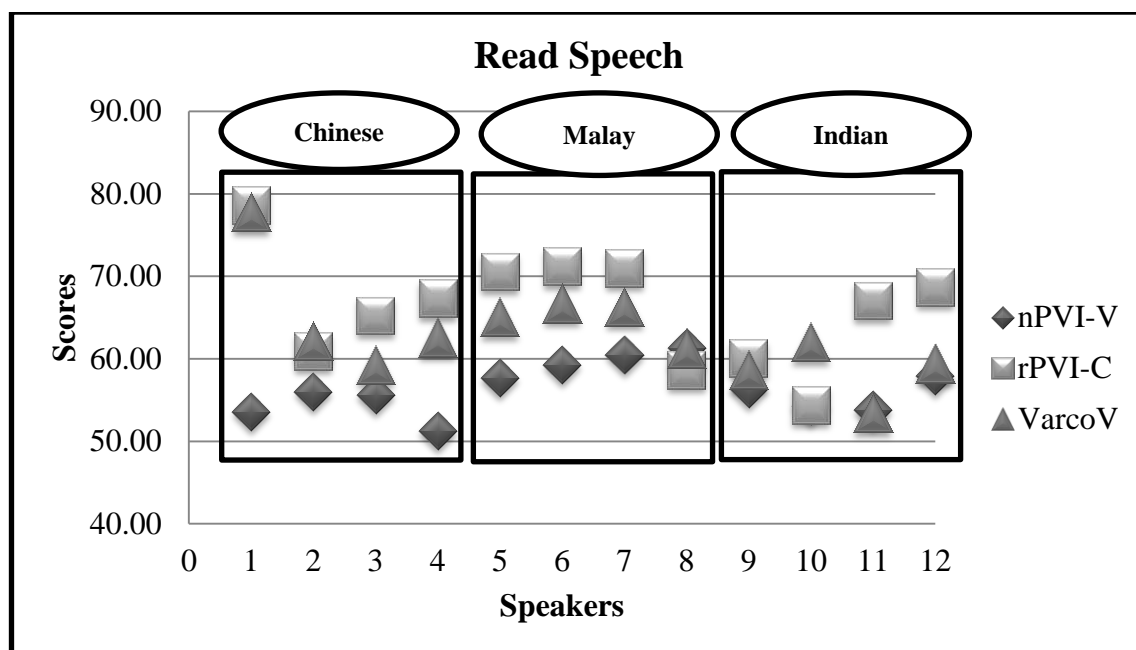 Read Speech
90.00
80.00
70.00
60.00
50.00
40.00
Scores
Chinese
Malay
Indian
0 1 2 3 4 5 6 7 8 9 10 11 12
Speakers
nPVI-V
rPVI-C
VarcoV